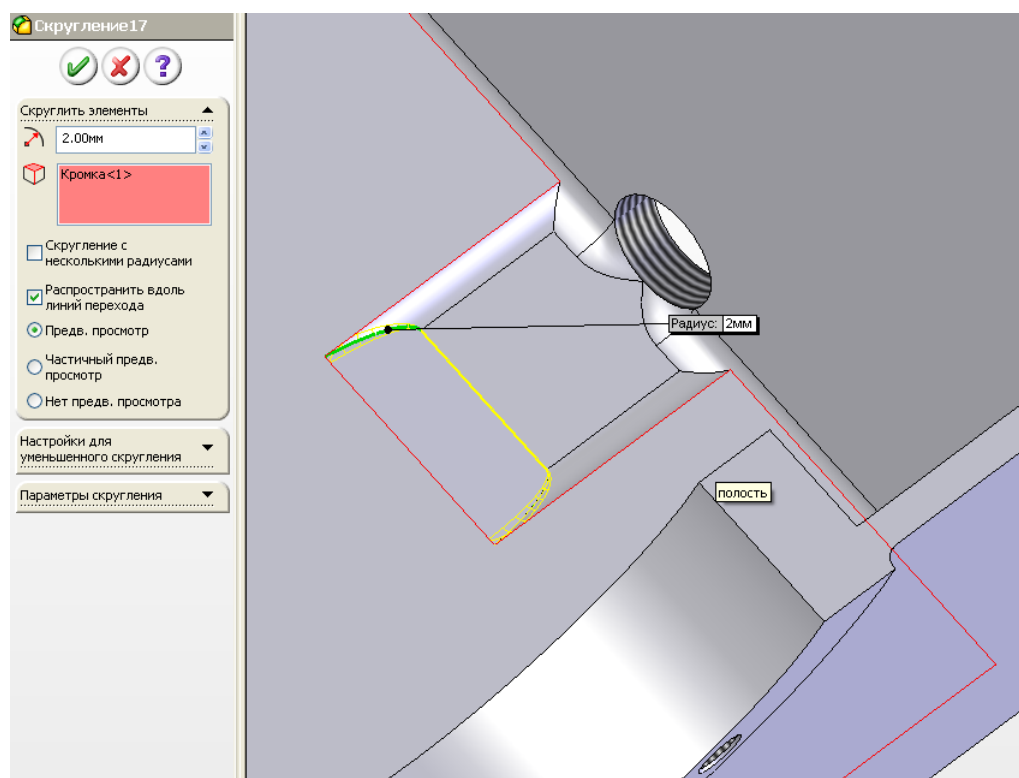 Скругление17
?
Скруглить элементы
2.00мм
Кромка<1>
Скругление с
несколькими радиусами
Распространить вдоль
линий перехода
Предв. просмотр
Частичный предв.
просмотр
Нет предв. просмотра
Настройки для
уменьшенного скругления
Параметры скругления
Радиус: 2мм
полость